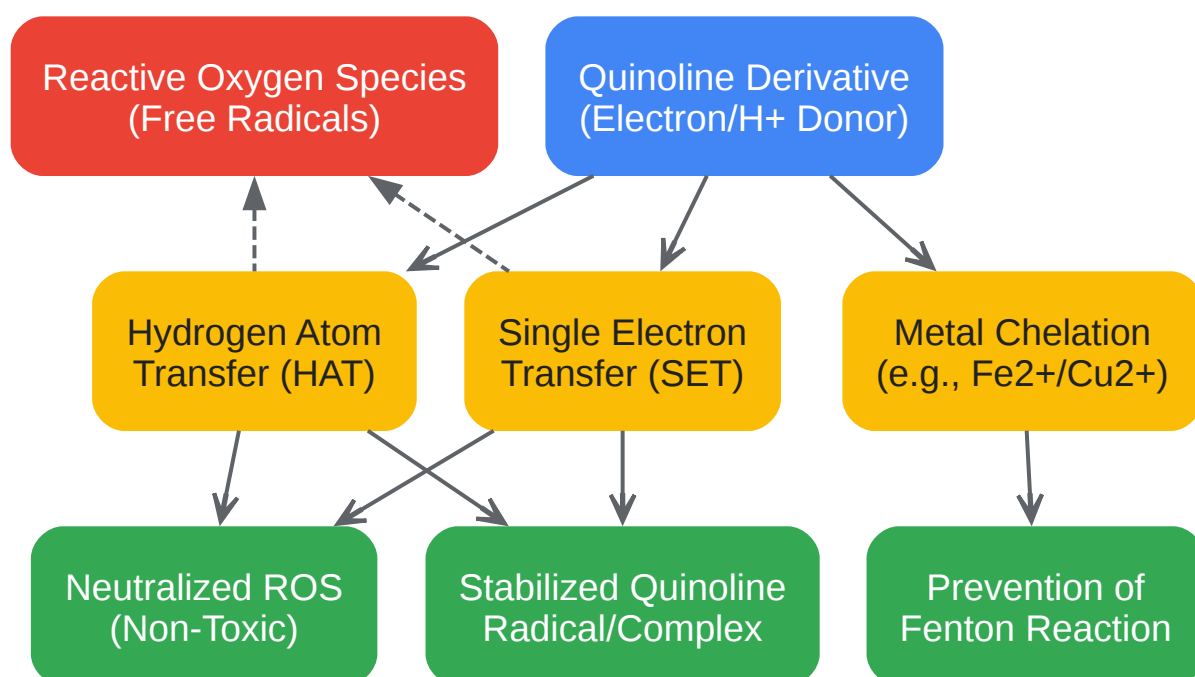 Reactive Oxygen Species
(Free Radicals)
Quinoline Derivative
(Electron/H+ Donor)
Hydrogen Atom
Transfer (HAT)
Single Electron
Transfer (SET)
Metal Chelation
(e.g., Fe2+/Cu2+)
Neutralized ROS
(Non-Toxic)
Stabilized Quinoline
Radical/Complex
Prevention of
Fenton Reaction